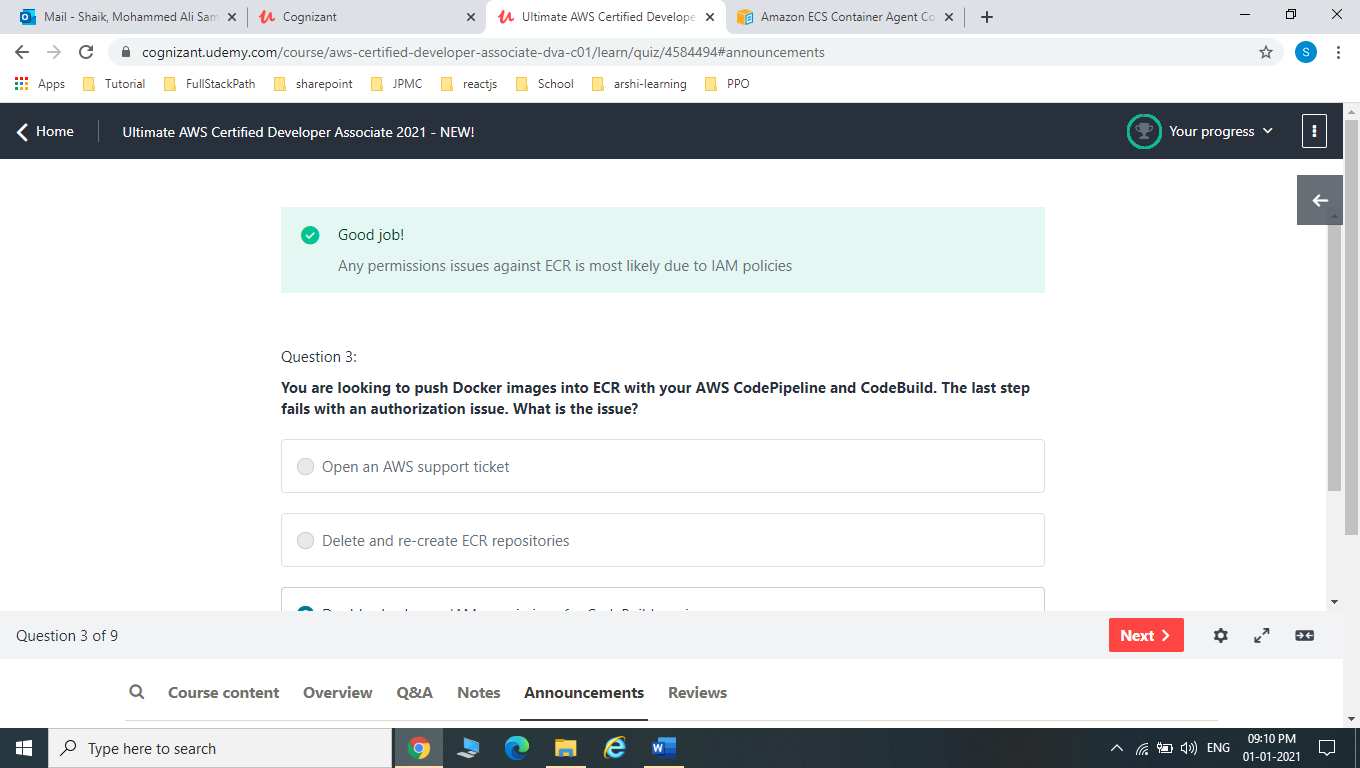 Mail - Shaik, Mohammed Ali Sam
Cognizant
Ultimate AWS Certified Develope
Amazon ECS Container Agent Co
cognizant.udemy.com/course/aws-certified-developer-associate-dva-c01/learn/quiz/4584494#announcements
S
Apps
Tutorial
FullStackPath
sharepoint
JPMC
reactjs
School
arshi-learning
PPO
Home
Ultimate AWS Certified Developer Associate 2021 - NEW!
Your progress
Good job!
Any permissions issues against ECR is most likely due to IAM policies
Question 3:
You are looking to push Docker images into ECR with your AWS CodePipeline and CodeBuild. The last step
fails with an authorization issue. What is the issue?
Open an AWS support ticket
Delete and re-create ECR repositories
Question 3 of 9
Next
Course content
Overview
Q&A
Notes
Announcements
Reviews
Type here to search
ENG
09:10 PM
01-01-2021